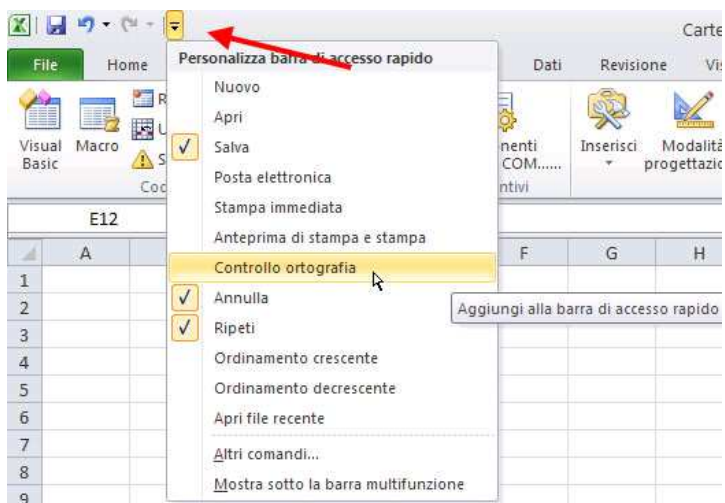 Carte
File Home Dati Revisione Vis
Personalizza barra di accesso rapido
Nuovo
Apri
Salva
Posta elettronica
Stampa immediata
Anteprima di stampa e stampa
Controllo ortografia
Annulla
Ripeti
Ordinamento crescente
Ordinamento decrescente
Apri file recente
Altri comandi...
Mostra sotto la barra multifunzione
Visual Basic
Macro
R
U
S
Coc
nenti
COM......
ntivi
Inserisci
Modalità
progettazio
E12
A F G H
Aggiungi alla barra di accesso rapido
1
2
3
4
5
6
7
8
9